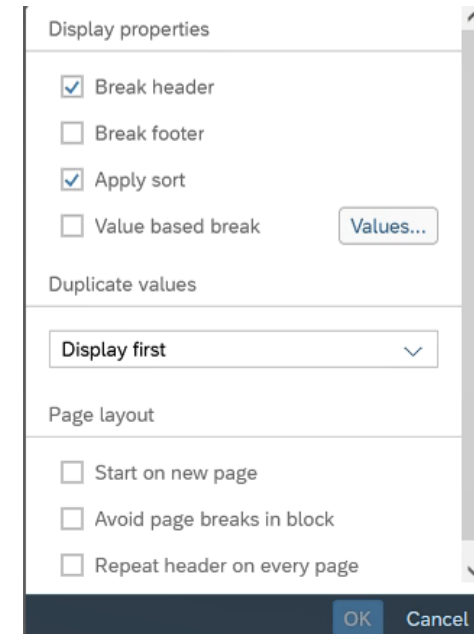 Display properties
Break header
Break footer
Apply sort
Value based break Values...
Duplicate values
Display first
Page layout
Start on new page
Avoid page breaks in block
Repeat header on every page
OK Cancel